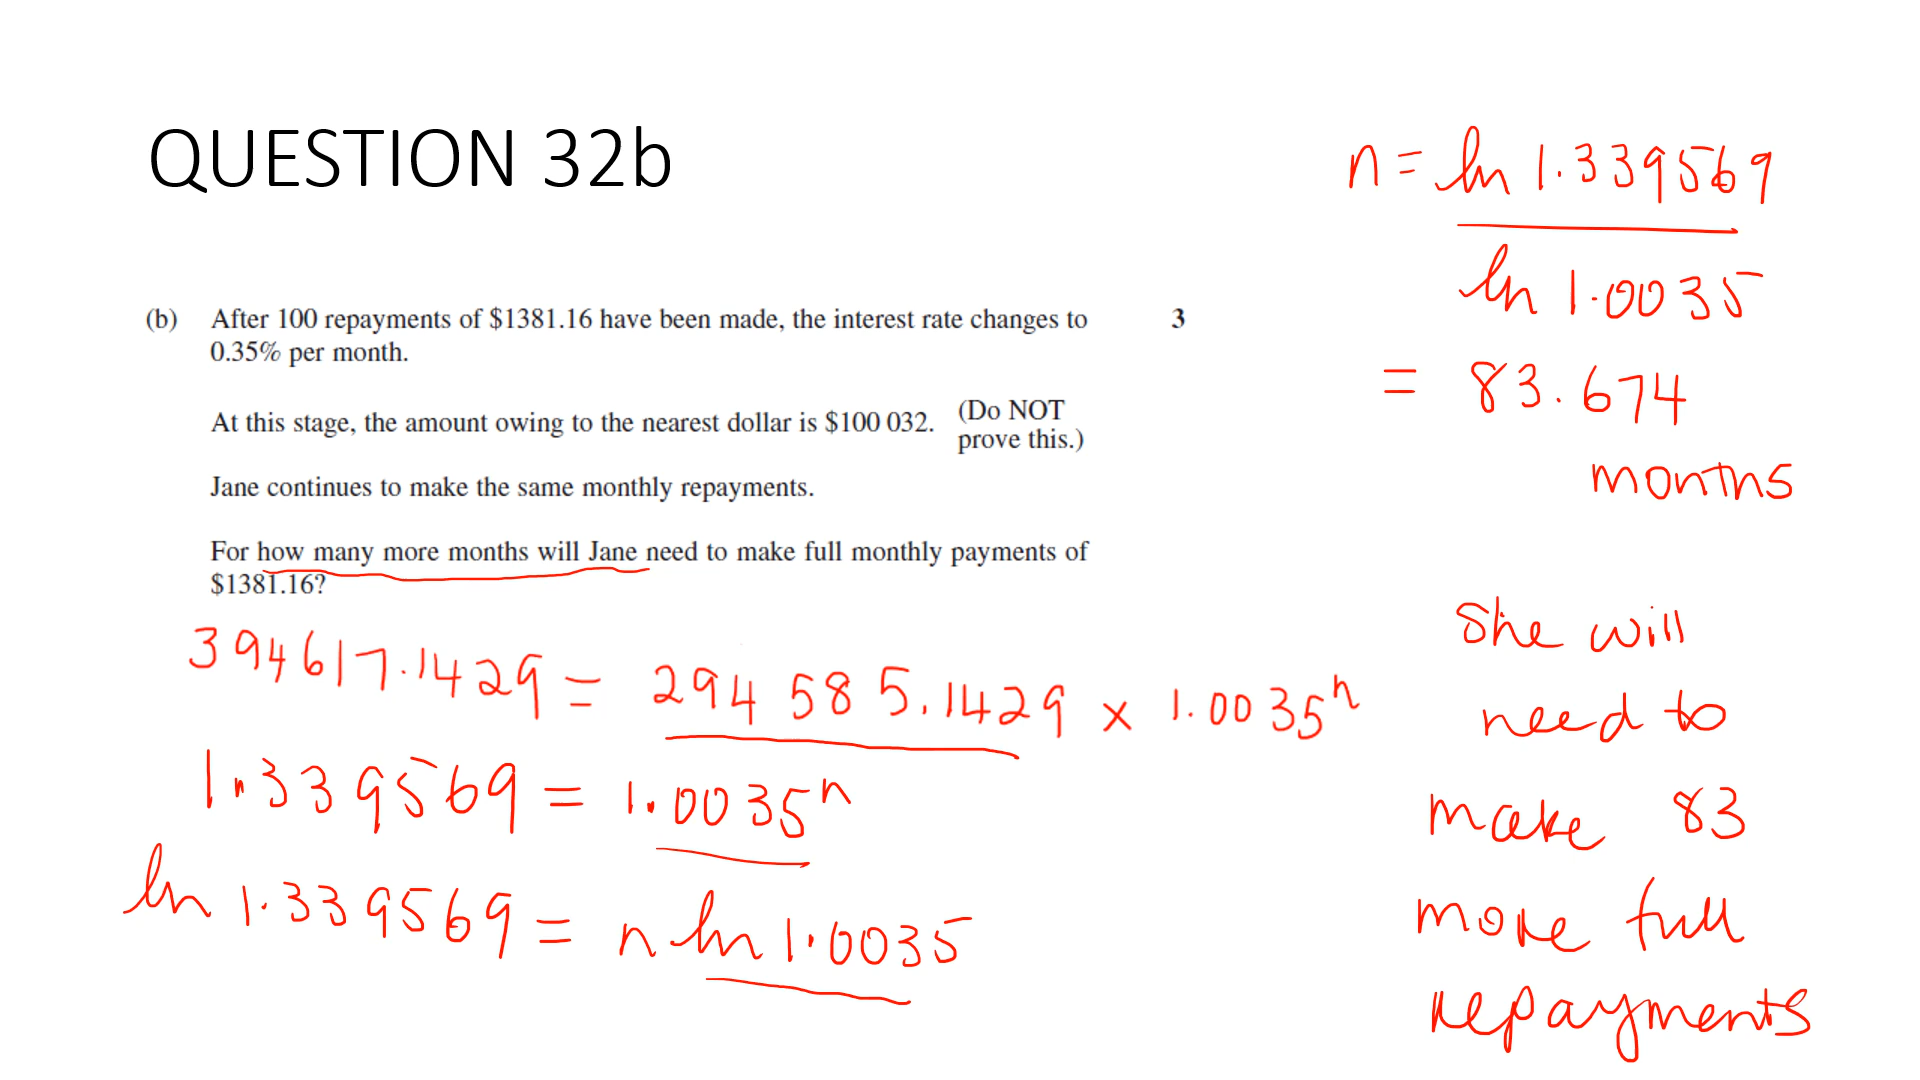 QUESTION 32b
(b) After 100 repayments of $1381.16 have been made, the interest rate changes to 3
0.35% per month.
At this stage, the amount owing to the nearest dollar is $100 032. (Do NOT
prove this.)
Jane continues to make the same monthly repayments.
For how many more months will Jane need to make full monthly payments of
$1381.16?
394617.1429 = 294 585.1429 × 1.0035ⁿ
1.339569 = 1.0035ⁿ
ln 1.339569 = n ln 1.0035
n = ln 1.339569
ln 1.0035
= 83.674
months
She will
need to
make 83
more full
repayments